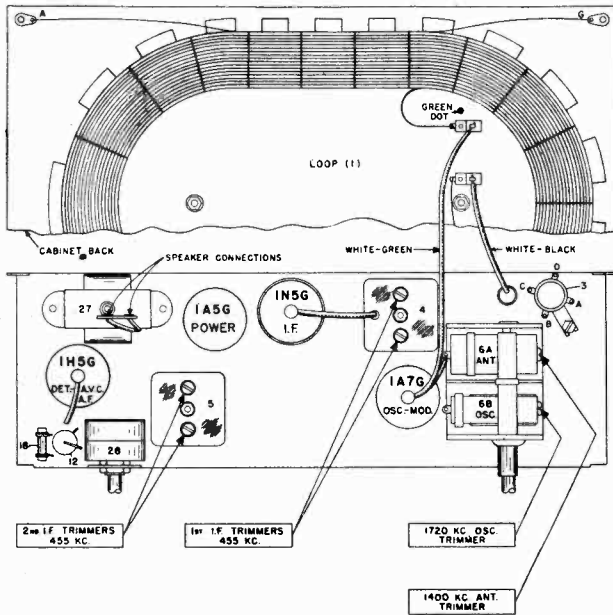 A
G
GREEN
DOT
LOOP (1)
CABINET BACK
SPEAKER CONNECTIONS
WHITE-GREEN
WHITE-BLACK
D
C
3
A
B
27
1A5G
POWER
1N5G
I.F.
4
1H5G
DET.-A.V.C.
A.F.
5
1A7G
OSC.-MOD.
6A
ANT.
6B
OSC.
18
12
28
2ND I.F. TRIMMERS
455 KC.
1ST I.F. TRIMMERS
455 KC.
1720 KC OSC.
TRIMMER
1400 KC ANT.
TRIMMER